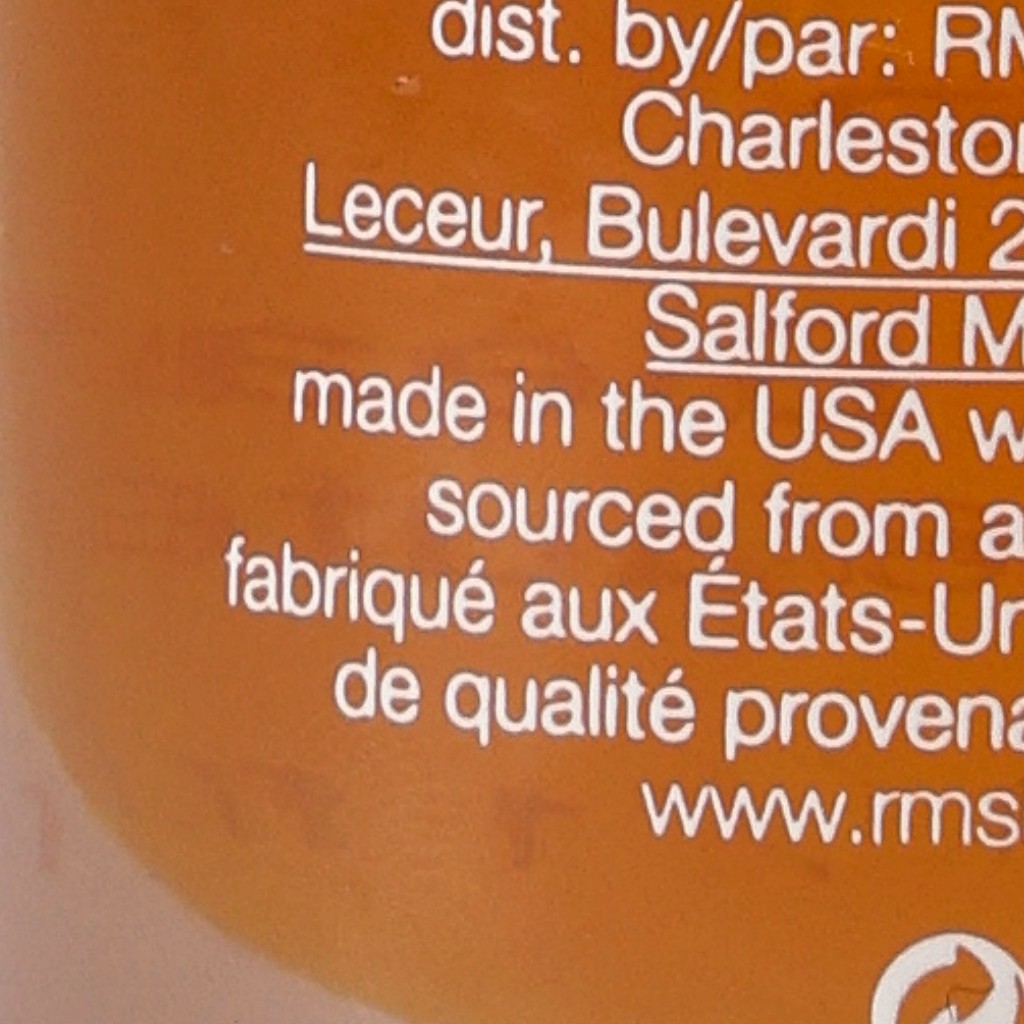 dist. by/par: RM
Charleston
Leceur, Bulevardi 2
Salford M
made in the USA w
sourced from a
fabriqué aux États-Un
de qualité provena
www.rms